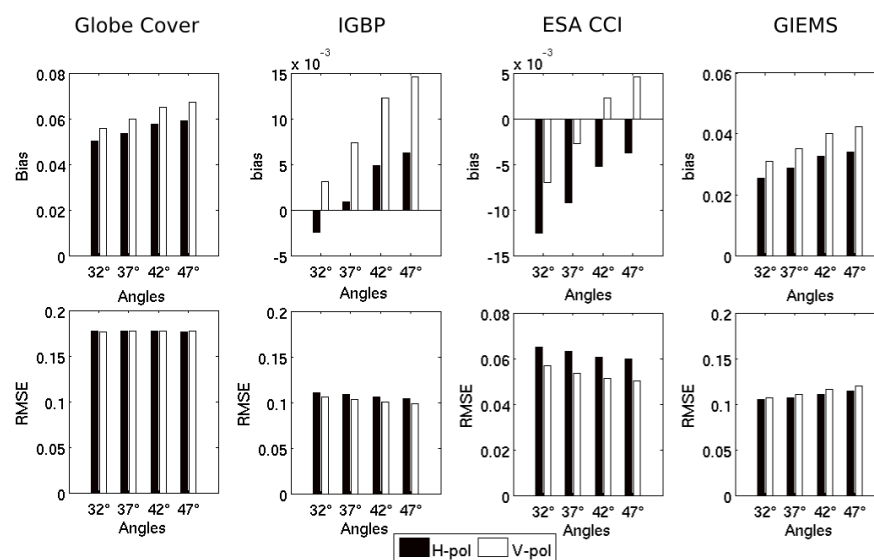 Globe Cover
IGBP
ESA CCI
GIEMS
0.08
0.06
0.04
0.02
0
Bias
32° 37° 42° 47°
Angles
x 10⁻³
15
10
5
0
-5
bias
32° 37° 42° 47°
Angles
x 10⁻³
5
0
-5
-10
-15
bias
32° 37° 42° 47°
Angles
0.06
0.04
0.02
0
bias
32° 37°° 42° 47°
Angles
0.2
0.15
0.1
0.05
0
RMSE
32° 37° 42° 47°
Angles
0.2
0.15
0.1
0.05
0
RMSE
32° 37° 42° 47°
Angles
0.08
0.06
0.04
0.02
0
RMSE
32° 37° 42° 47°
Angles
0.2
0.15
0.1
0.05
0
RMSE
32° 37° 42° 47°
Angles
H-pol V-pol